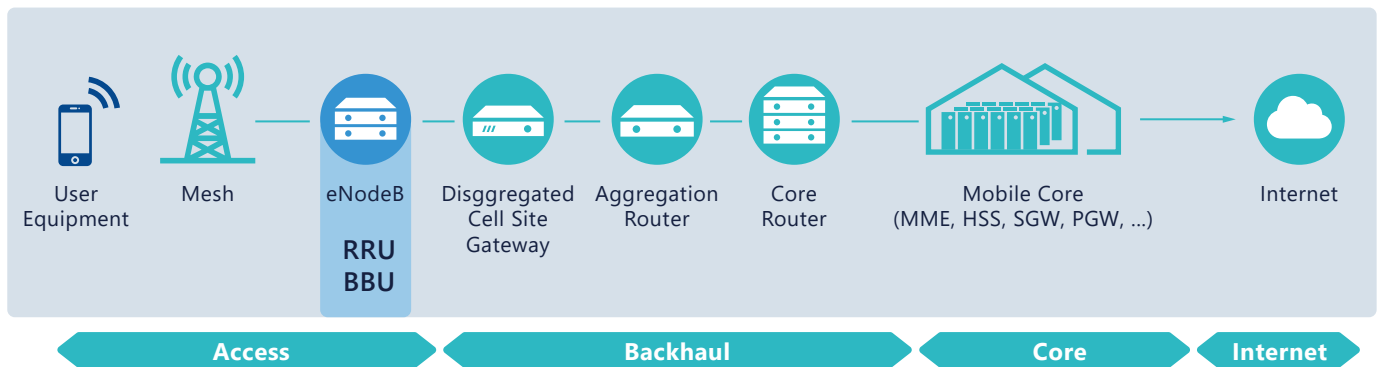 User
Equipment
Mesh
eNodeB
RRU
BBU
Disggregated
Cell Site
Gateway
Aggregation
Router
Core
Router
Mobile Core
(MME, HSS, SGW, PGW, ...)
Internet
Access
Backhaul
Core
Internet